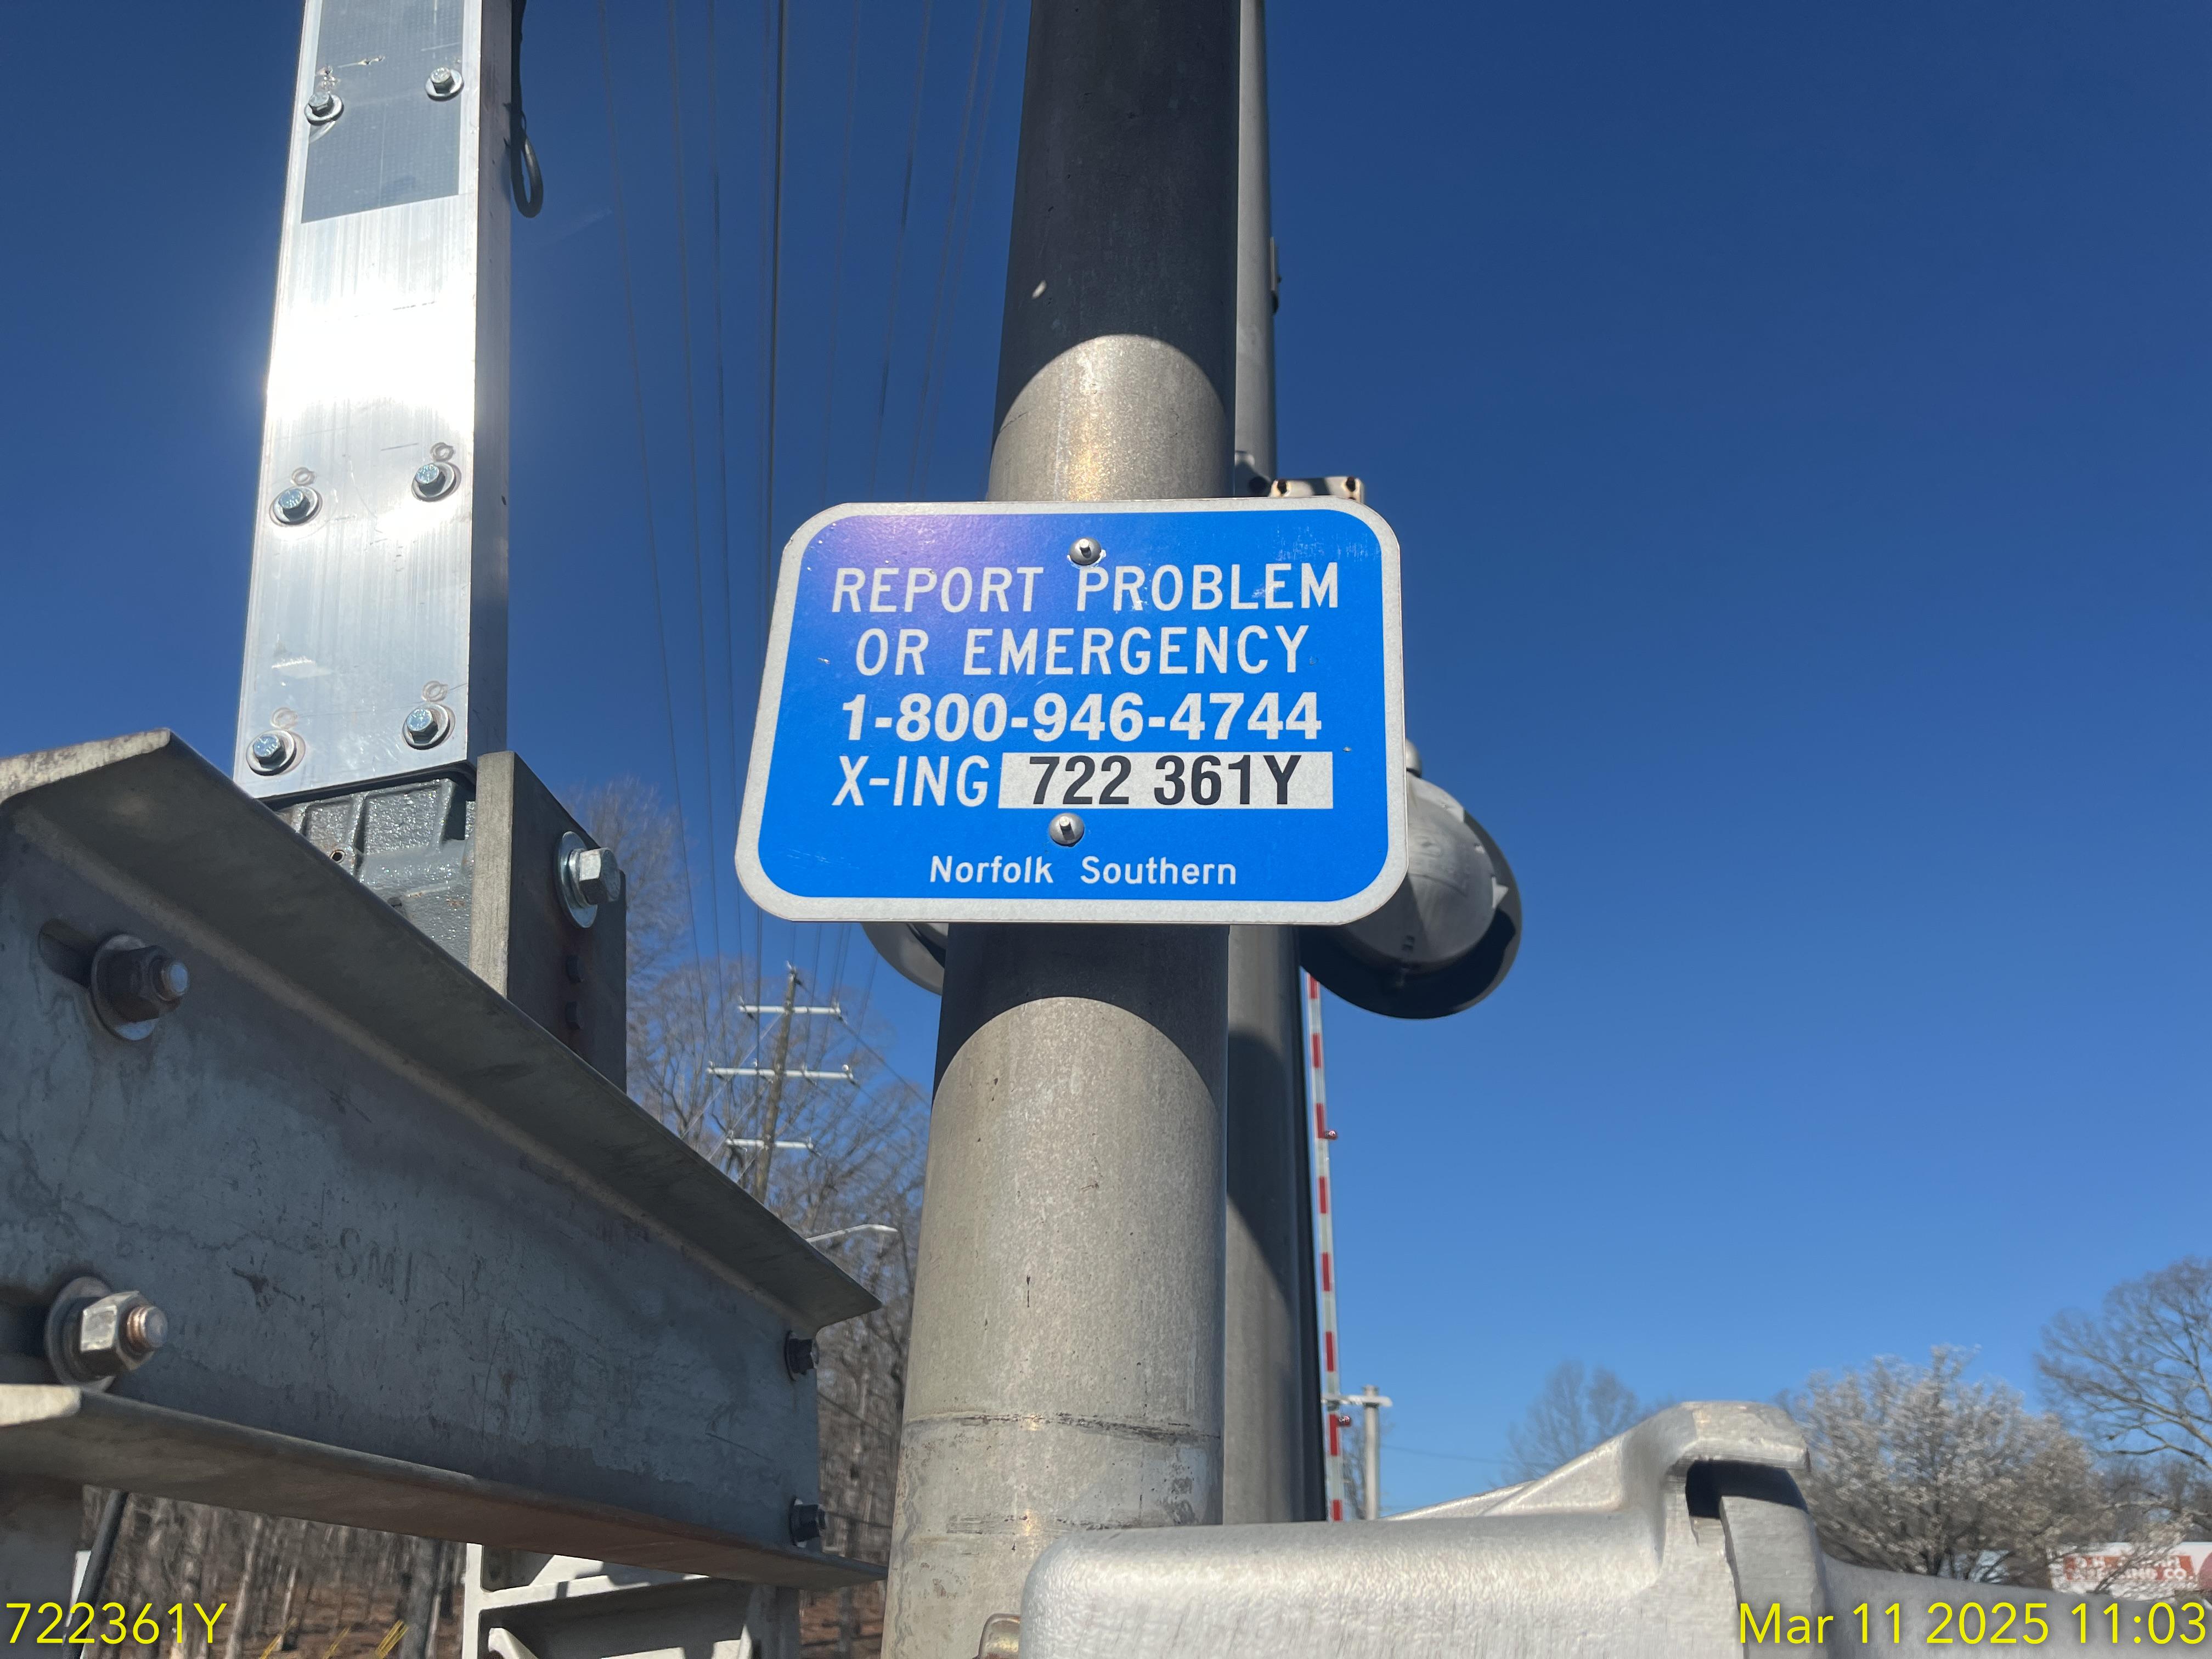 REPORT PROBLEM
OR EMERGENCY
1-800-946-4744
X-ING 722 361Y
Norfolk Southern
SMI
722361Y
Mar 11 2025 11:03